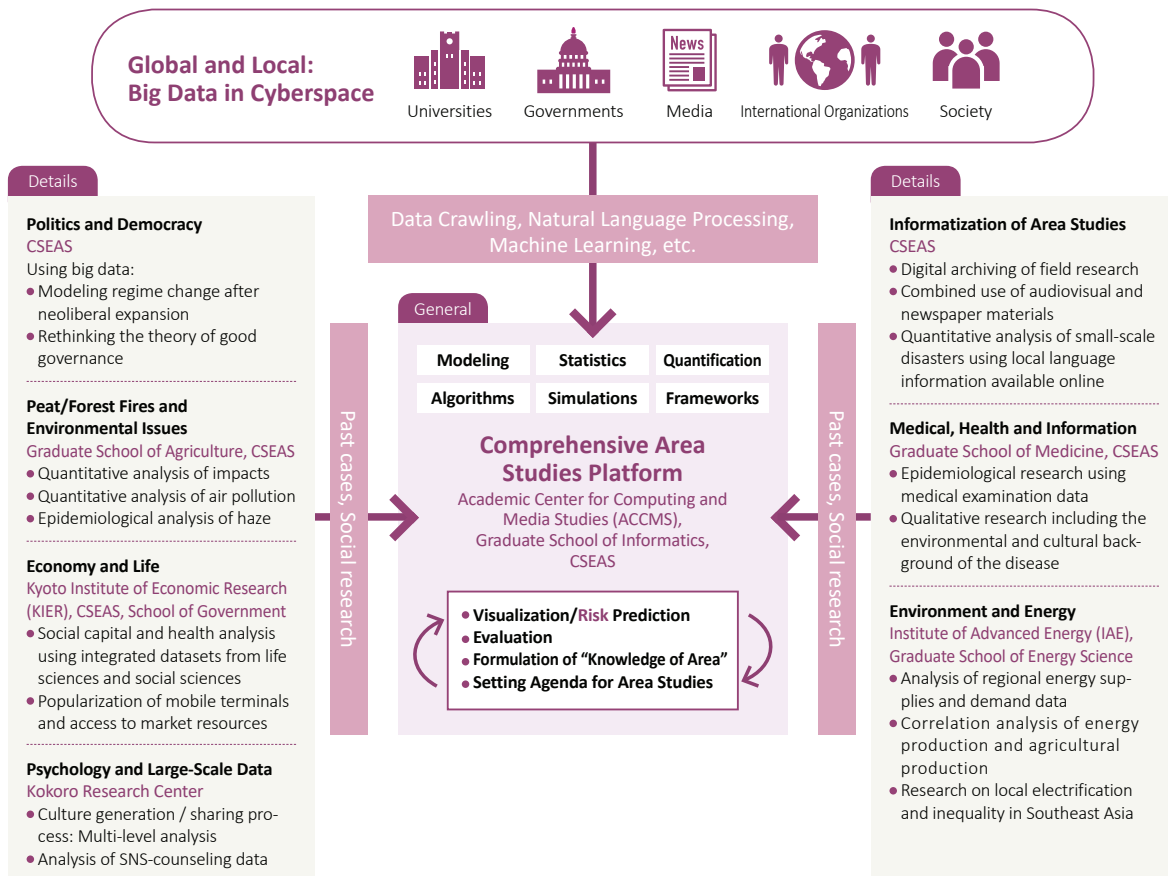 Global and Local:
Big Data in Cyberspace
News
Universities
Governments
Media
International Organizations
Society
Data Crawling, Natural Language Processing,
Machine Learning, etc.
Details
Politics and Democracy
CSEAS
Using big data:
• Modeling regime change after
neoliberal expansion
• Rethinking the theory of good
governance
Peat/Forest Fires and
Environmental Issues
Graduate School of Agriculture, CSEAS
• Quantitative analysis of impacts
• Quantitative analysis of air pollution
• Epidemiological analysis of haze
Economy and Life
Kyoto Institute of Economic Research
(KIER), CSEAS, School of Government
• Social capital and health analysis
using integrated datasets from life
sciences and social sciences
• Popularization of mobile terminals
and access to market resources
Psychology and Large-Scale Data
Kokoro Research Center
• Culture generation / sharing pro-
cess: Multi-level analysis
• Analysis of SNS-counseling data
Past cases, Social research
General
Modeling
Statistics
Quantification
Algorithms
Simulations
Frameworks
Comprehensive Area
Studies Platform
Academic Center for Computing and
Media Studies (ACCMS),
Graduate School of Informatics,
CSEAS
• Visualization/Risk Prediction
• Evaluation
• Formulation of “Knowledge of Area”
• Setting Agenda for Area Studies
Past cases, Social research
Details
Informatization of Area Studies
CSEAS
• Digital archiving of field research
• Combined use of audiovisual and
newspaper materials
• Quantitative analysis of small-scale
disasters using local language
information available online
Medical, Health and Information
Graduate School of Medicine, CSEAS
• Epidemiological research using
medical examination data
• Qualitative research including the
environmental and cultural back-
ground of the disease
Environment and Energy
Institute of Advanced Energy (IAE),
Graduate School of Energy Science
• Analysis of regional energy sup-
plies and demand data
• Correlation analysis of energy
production and agricultural
production
• Research on local electrification
and inequality in Southeast Asia